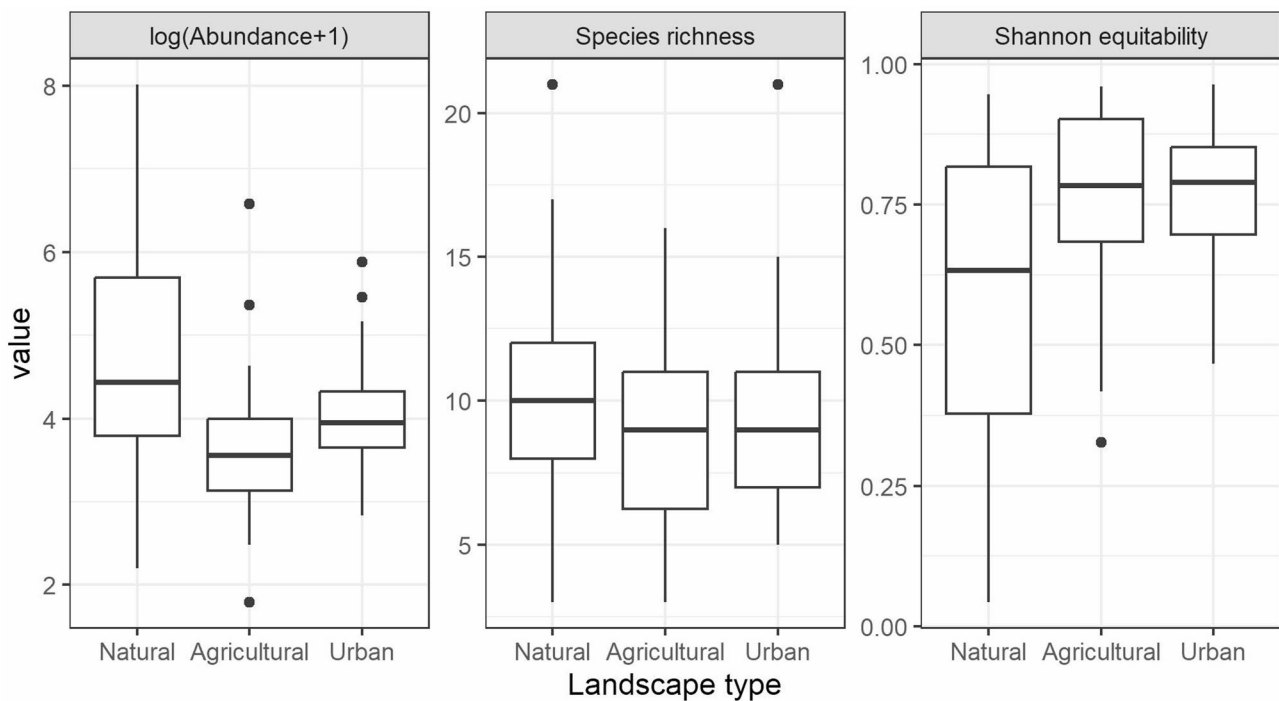 log(Abundance+1)
Species richness
Shannon equitability
value
8
6
4
2
20
15
10
5
1.00
0.75
0.50
0.25
0.00
Natural Agricultural Urban
Natural Agricultural Urban
Natural Agricultural Urban
Landscape type